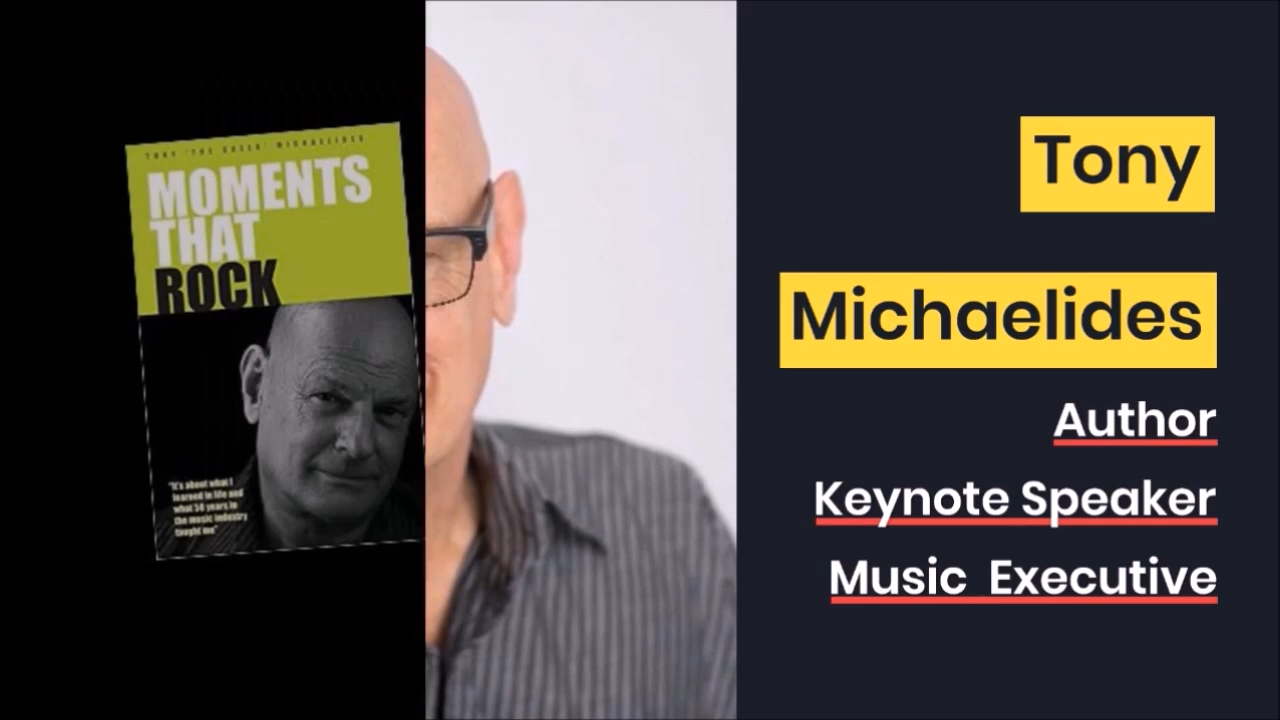 TONY 'THE GREEK' MICHAELIDES
MOMENTS
THAT
ROCK
"It's about what I
learned in life and
what 50 years in
the music industry
taught me"
Tony
Michaelides
Author
Keynote Speaker
Music Executive